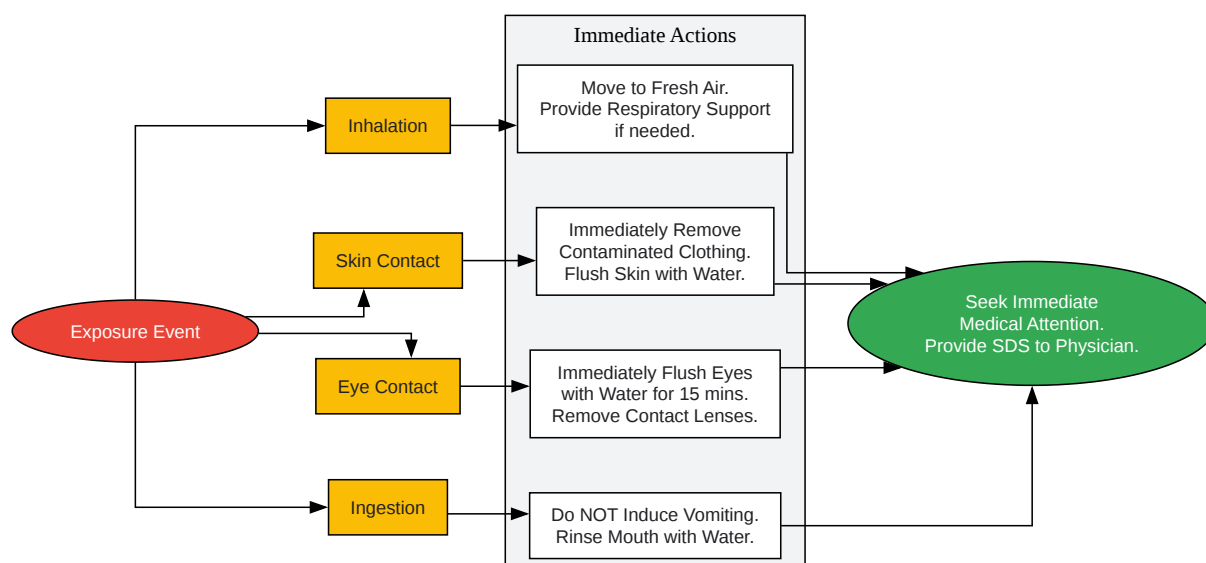 Immediate Actions
Inhalation
Move to Fresh Air.
Provide Respiratory Support
if needed.
Skin Contact
Immediately Remove
Contaminated Clothing.
Flush Skin with Water.
Exposure Event
Seek Immediate
Medical Attention.
Provide SDS to Physician.
Eye Contact
Immediately Flush Eyes
with Water for 15 mins.
Remove Contact Lenses.
Ingestion
Do NOT Induce Vomiting.
Rinse Mouth with Water.